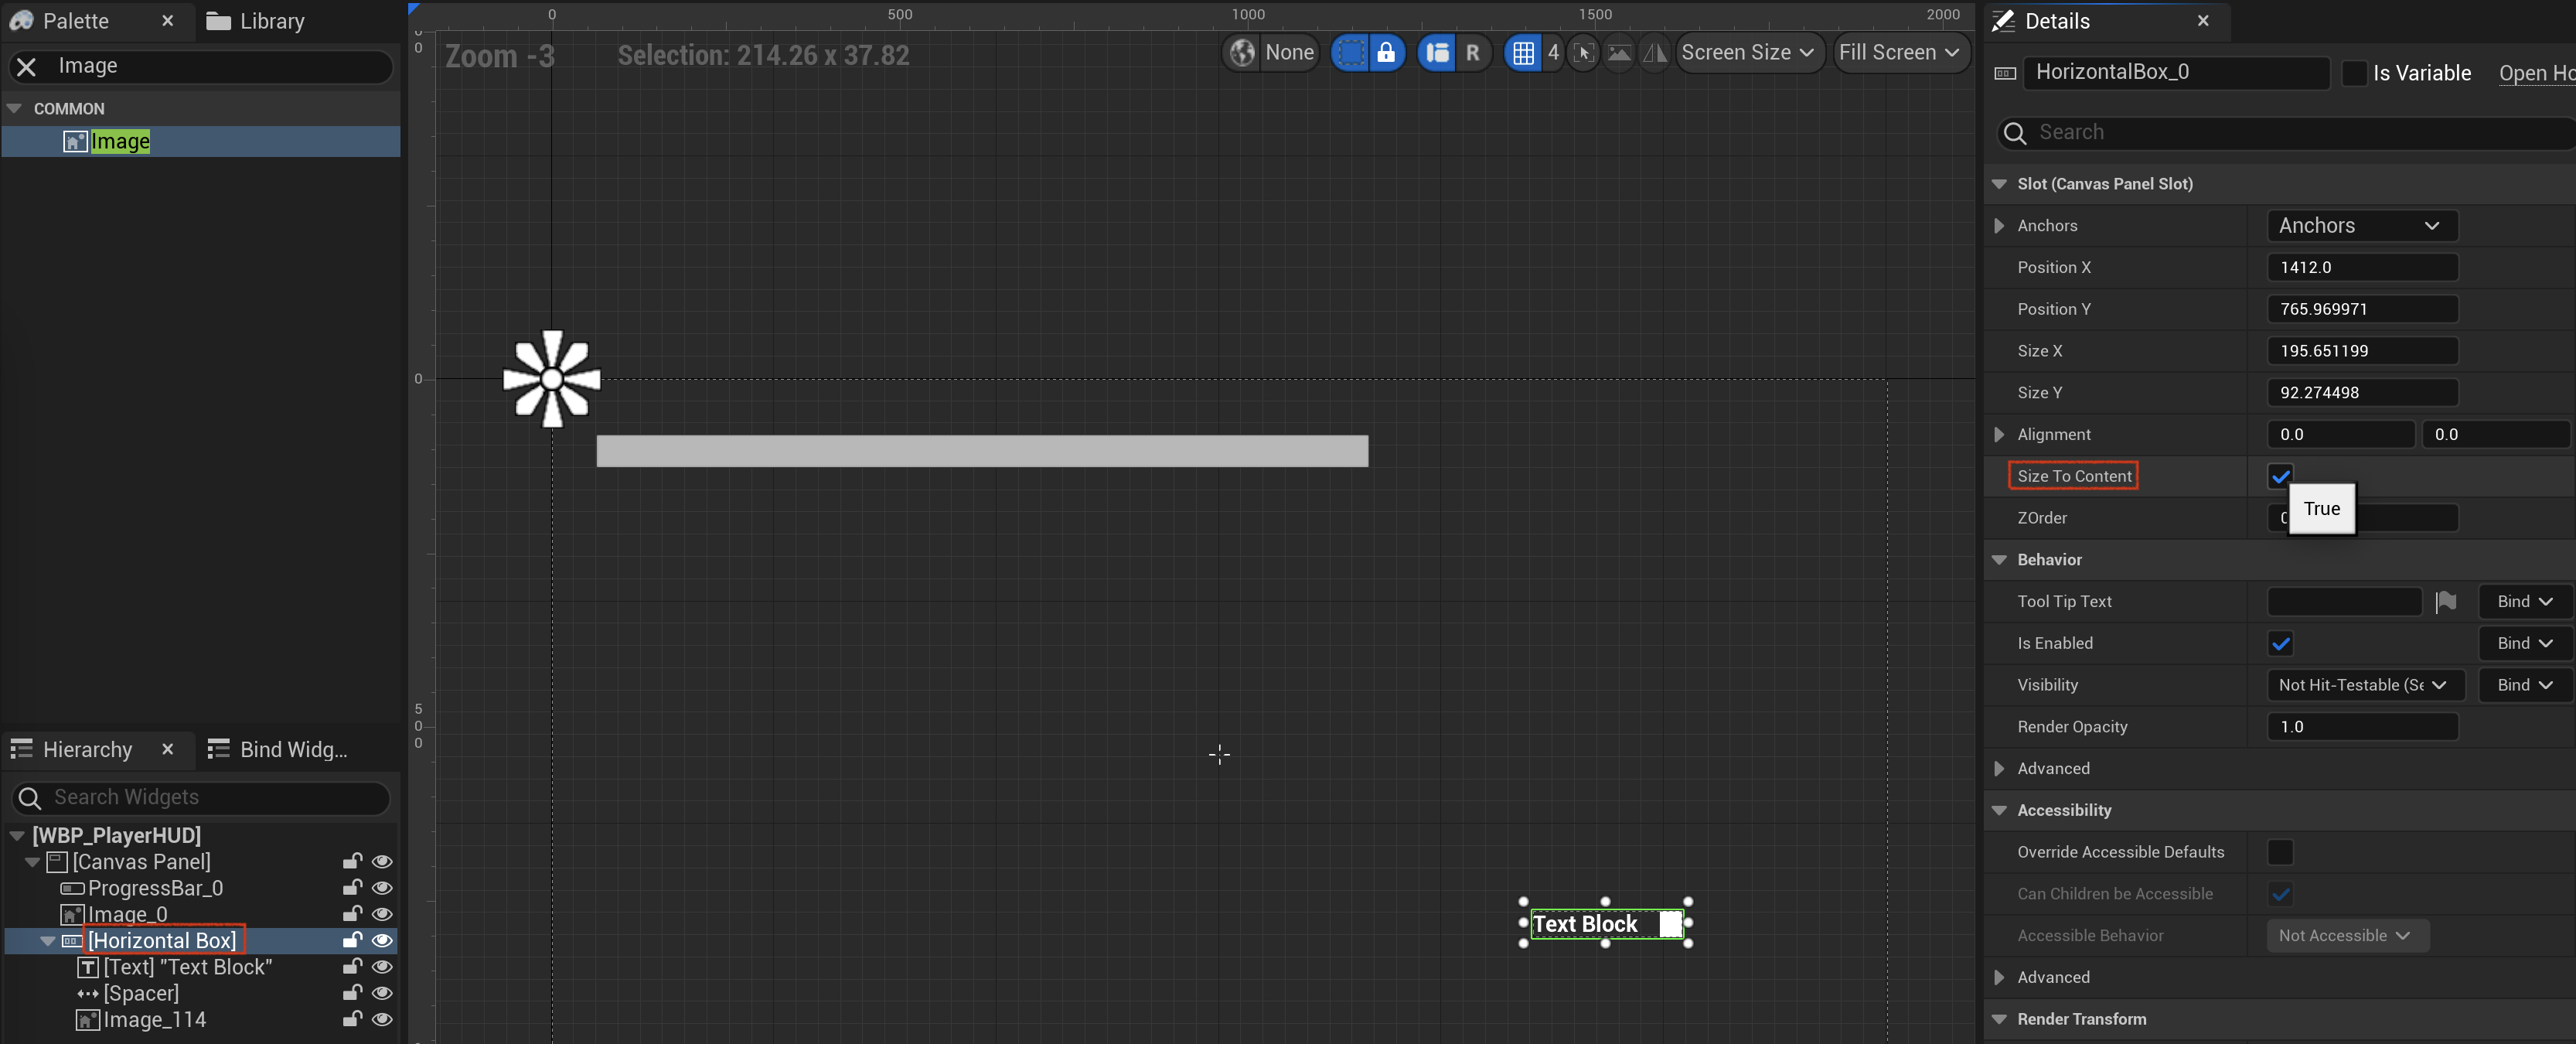 Palette
Library
Image
COMMON
Image
Hierarchy
Bind Widg...
Search Widgets
[WBP_PlayerHUD]
[Canvas Panel]
ProgressBar_0
Image_0
[Horizontal Box]
[Text] "Text Block"
[Spacer]
Image_114
0
500
1000
1500
2000
0
0
5
0
0
Zoom -3
Selection: 214.26 x 37.82
None
R
4
Screen Size
Fill Screen
Text Block
Details
HorizontalBox_0
Is Variable
Open Ho
Search
Slot (Canvas Panel Slot)
Anchors
Anchors
Position X
1412.0
Position Y
765.969971
Size X
195.651199
Size Y
92.274498
Alignment
0.0
0.0
Size To Content
True
ZOrder
Behavior
Tool Tip Text
Bind
Is Enabled
Bind
Visibility
Not Hit-Testable (Se
Bind
Render Opacity
1.0
Advanced
Accessibility
Override Accessible Defaults
Can Children be Accessible
Accessible Behavior
Not Accessible
Advanced
Render Transform